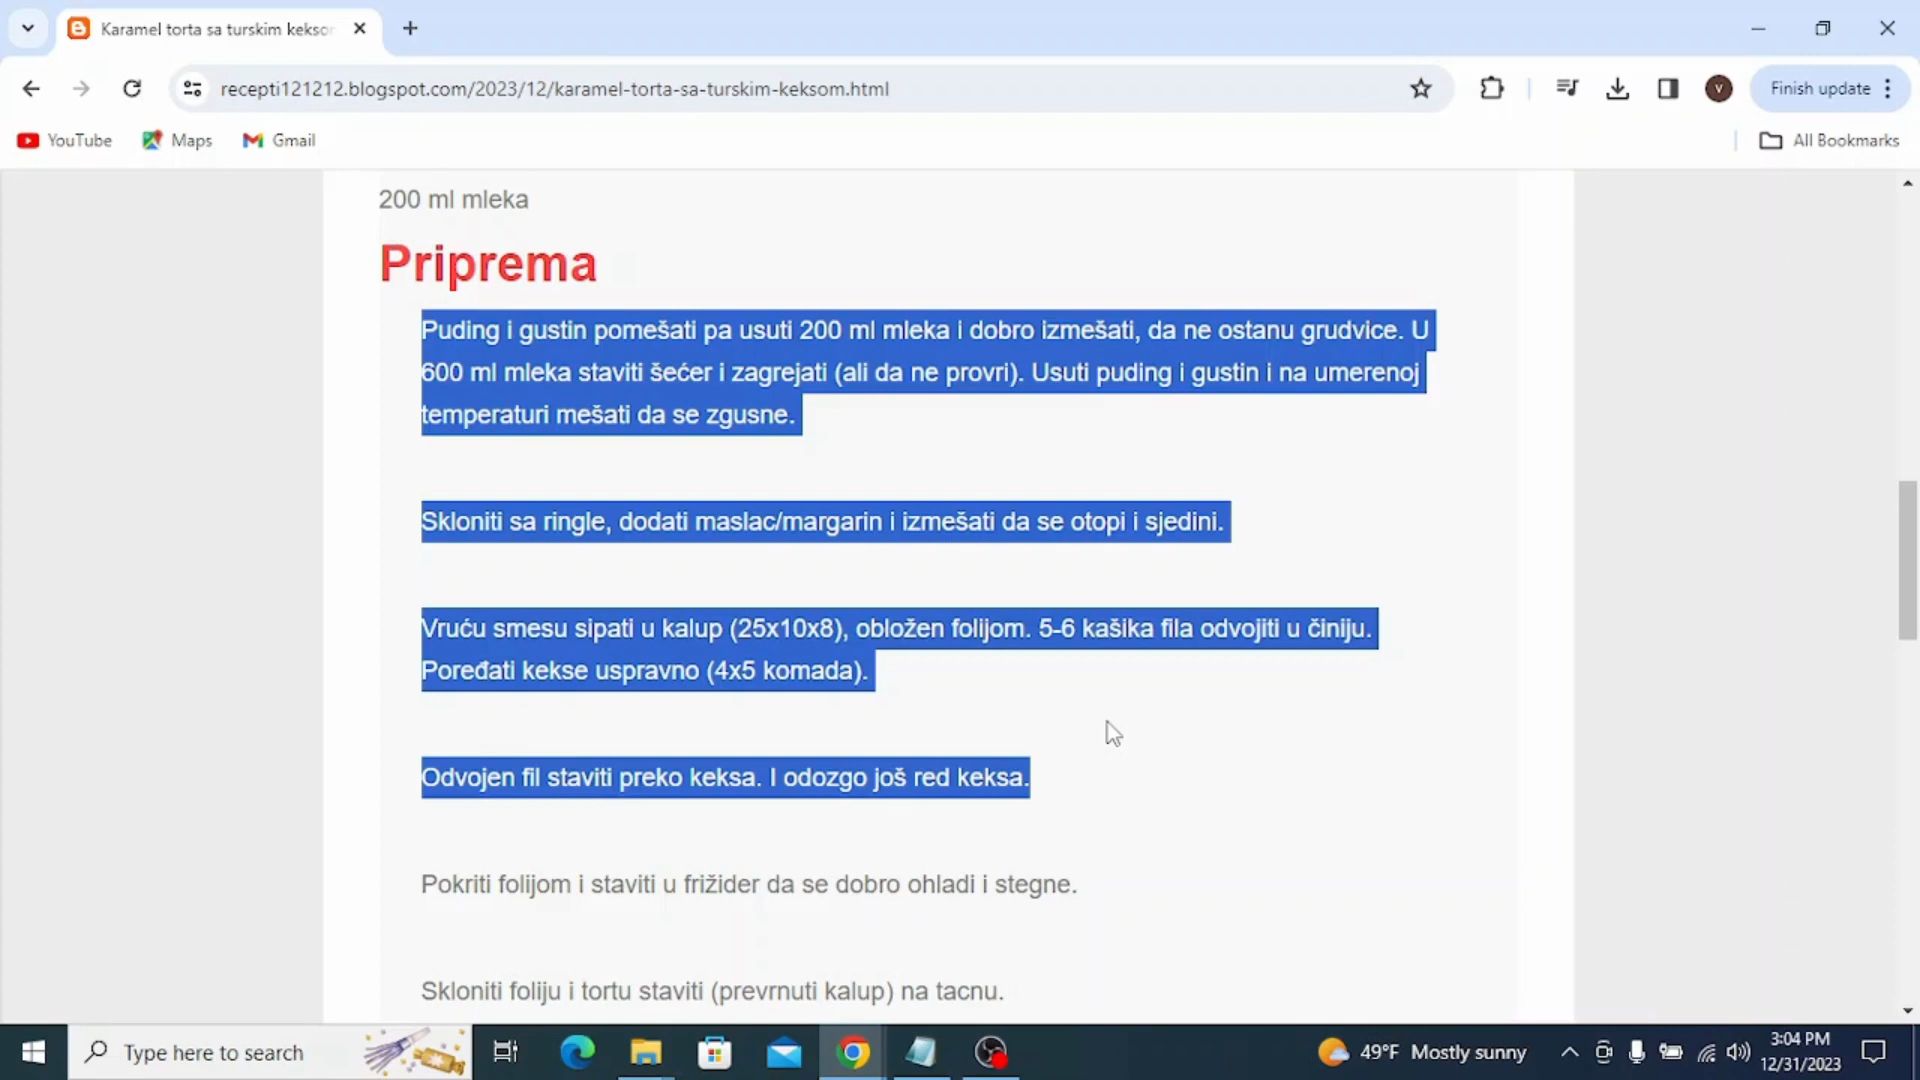 Karamel torta sa turskim kekso
recepti121212.blogspot.com/2023/12/karamel-torta-sa-turskim-keksom.html
V
Finish update
YouTube
Maps
Gmail
All Bookmarks
200 ml mleka
Priprema
Puding i gustin pomešati pa usuti 200 ml mleka i dobro izmešati, da ne ostanu grudvice. U
600 ml mleka staviti šećer i zagrejati (ali da ne provri). Usuti puding i gustin i na umerenoj
temperaturi mešati da se zgusne.
Skloniti sa ringle, dodati maslac/margarin i izmešati da se otopi i sjedini.
Vruću smesu sipati u kalup (25x10x8), obložen folijom. 5-6 kašika fila odvojiti u činiju.
Poređati kekse uspravno (4x5 komada).
Odvojen fil staviti preko keksa. I odozgo još red keksa.
Pokriti folijom i staviti u frižider da se dobro ohladi i stegne.
Skloniti foliju i tortu staviti (prevrnuti kalup) na tacnu.
Type here to search
49°F Mostly sunny
3:04 PM
12/31/2023